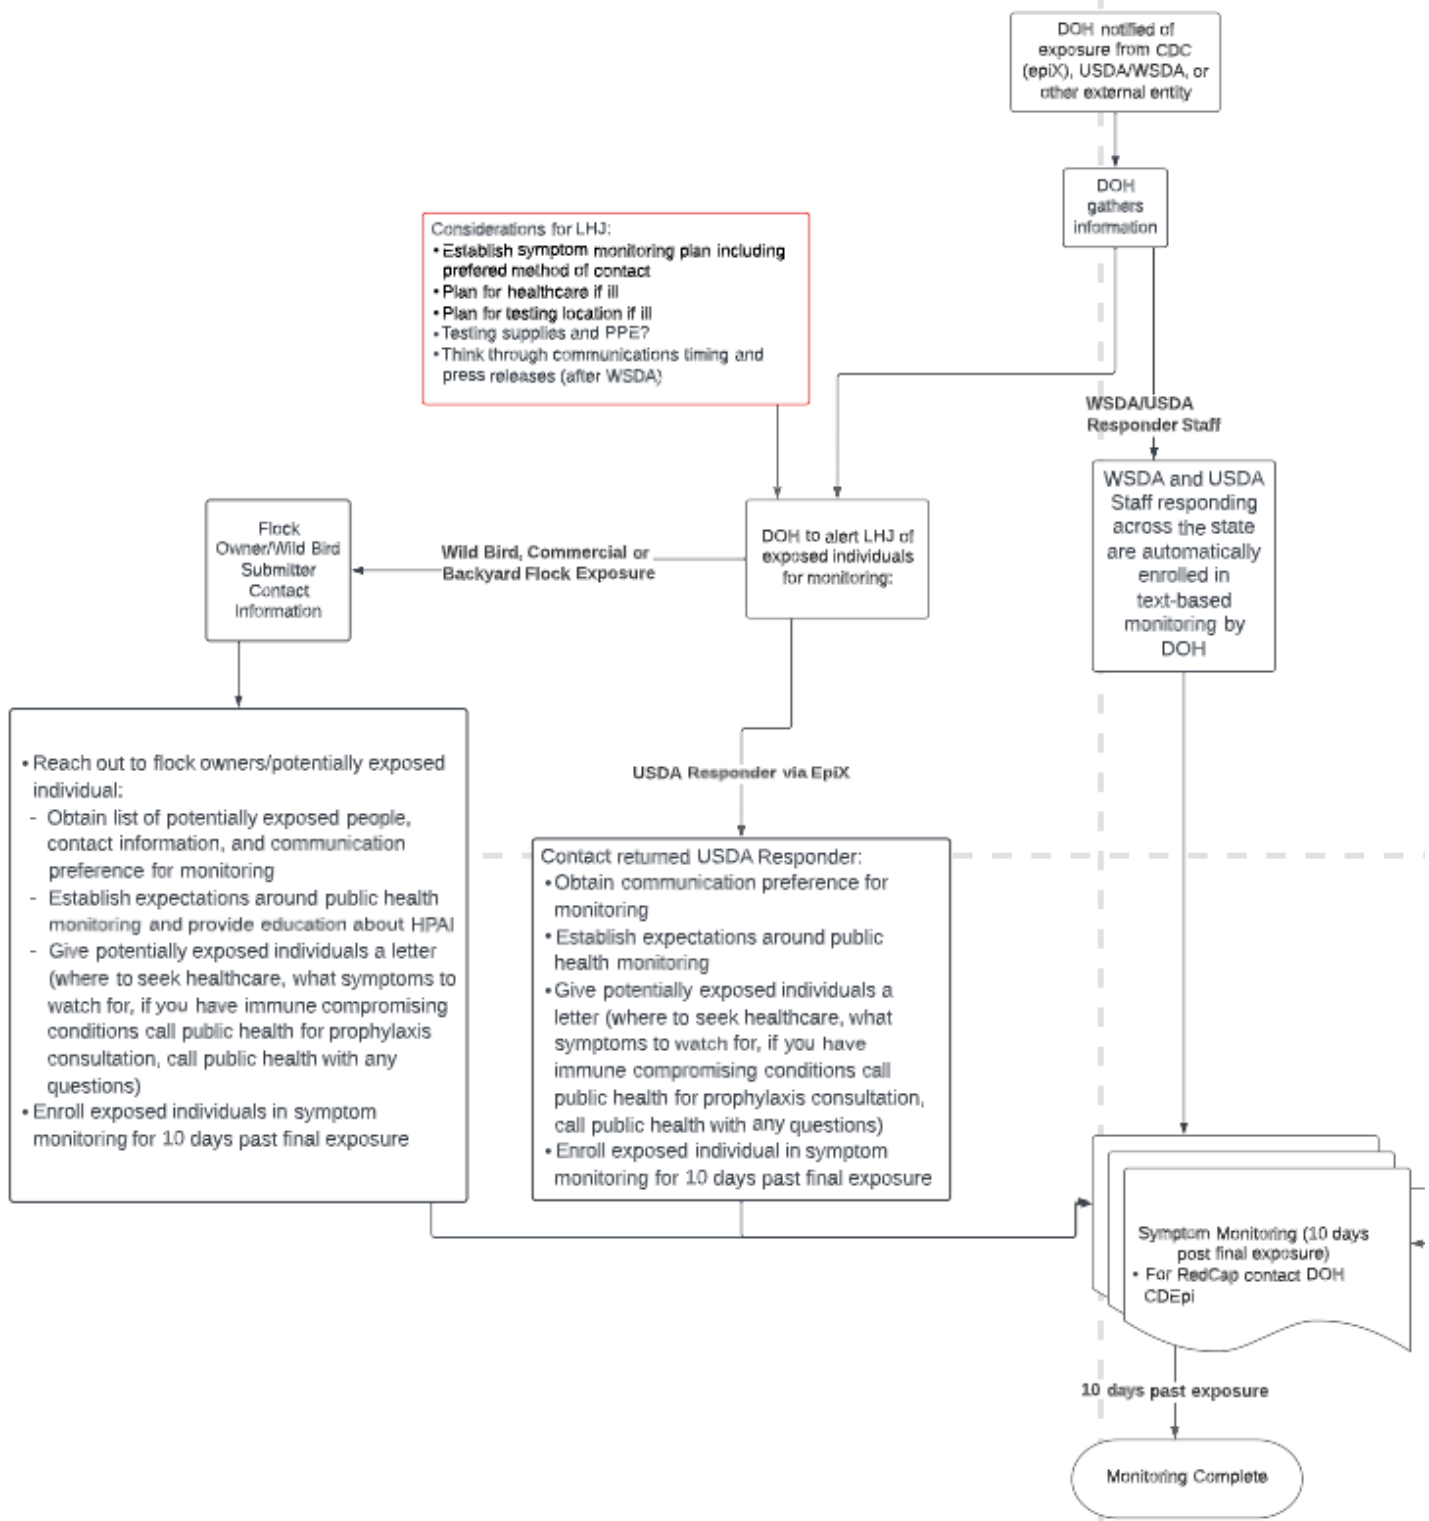 DOH notified of
exposure from CDC
(epiX), USDA/WSDA, or
other external entity
DOH
gathers
information
Considerations for LHJ:
• Establish symptom monitoring plan including
prefered method of contact
• Plan for healthcare if ill
• Plan for testing location if ill
• Testing supplies and PPE?
• Think through communications timing and
press releases (after WSDA)
WSDA/USDA
Responder Staff
WSDA and USDA
Staff responding
across the state
are automatically
enrolled in
text-based
monitoring by
DOH
DOH to alert LHJ of
exposed individuals
for monitoring:
Wild Bird, Commercial or
Backyard Flock Exposure
Flock
Owner/Wild Bird
Submitter
Contact
Information
• Reach out to flock owners/potentially exposed
individual:
- Obtain list of potentially exposed people,
contact information, and communication
preference for monitoring
- Establish expectations around public health
monitoring and provide education about HPAI
- Give potentially exposed individuals a letter
(where to seek healthcare, what symptoms to
watch for, if you have immune compromising
conditions call public health for prophylaxis
consultation, call public health with any
questions)
• Enroll exposed individuals in symptom
monitoring for 10 days past final exposure
USDA Responder via EpiX
Contact returned USDA Responder:
• Obtain communication preference for
monitoring
• Establish expectations around public
health monitoring
• Give potentially exposed individuals a
letter (where to seek healthcare, what
symptoms to watch for, if you have
immune compromising conditions call
public health for prophylaxis consultation,
call public health with any questions)
• Enroll exposed individual in symptom
monitoring for 10 days past final exposure
Symptom Monitoring (10 days
post final exposure)
• For RedCap contact DOH
CDEpi
10 days past exposure
Monitoring Complete